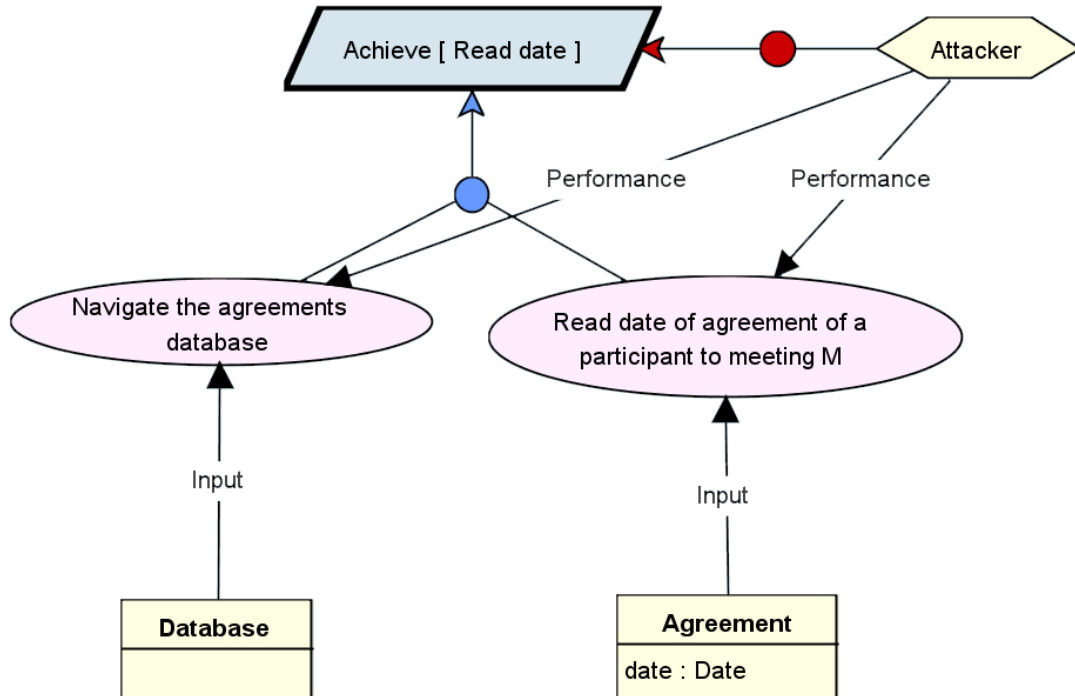 Achieve [ Read date ]
Attacker
Performance
Performance
Navigate the agreements
database
Read date of agreement of a
participant to meeting M
Input
Input
Database
Agreement
date : Date